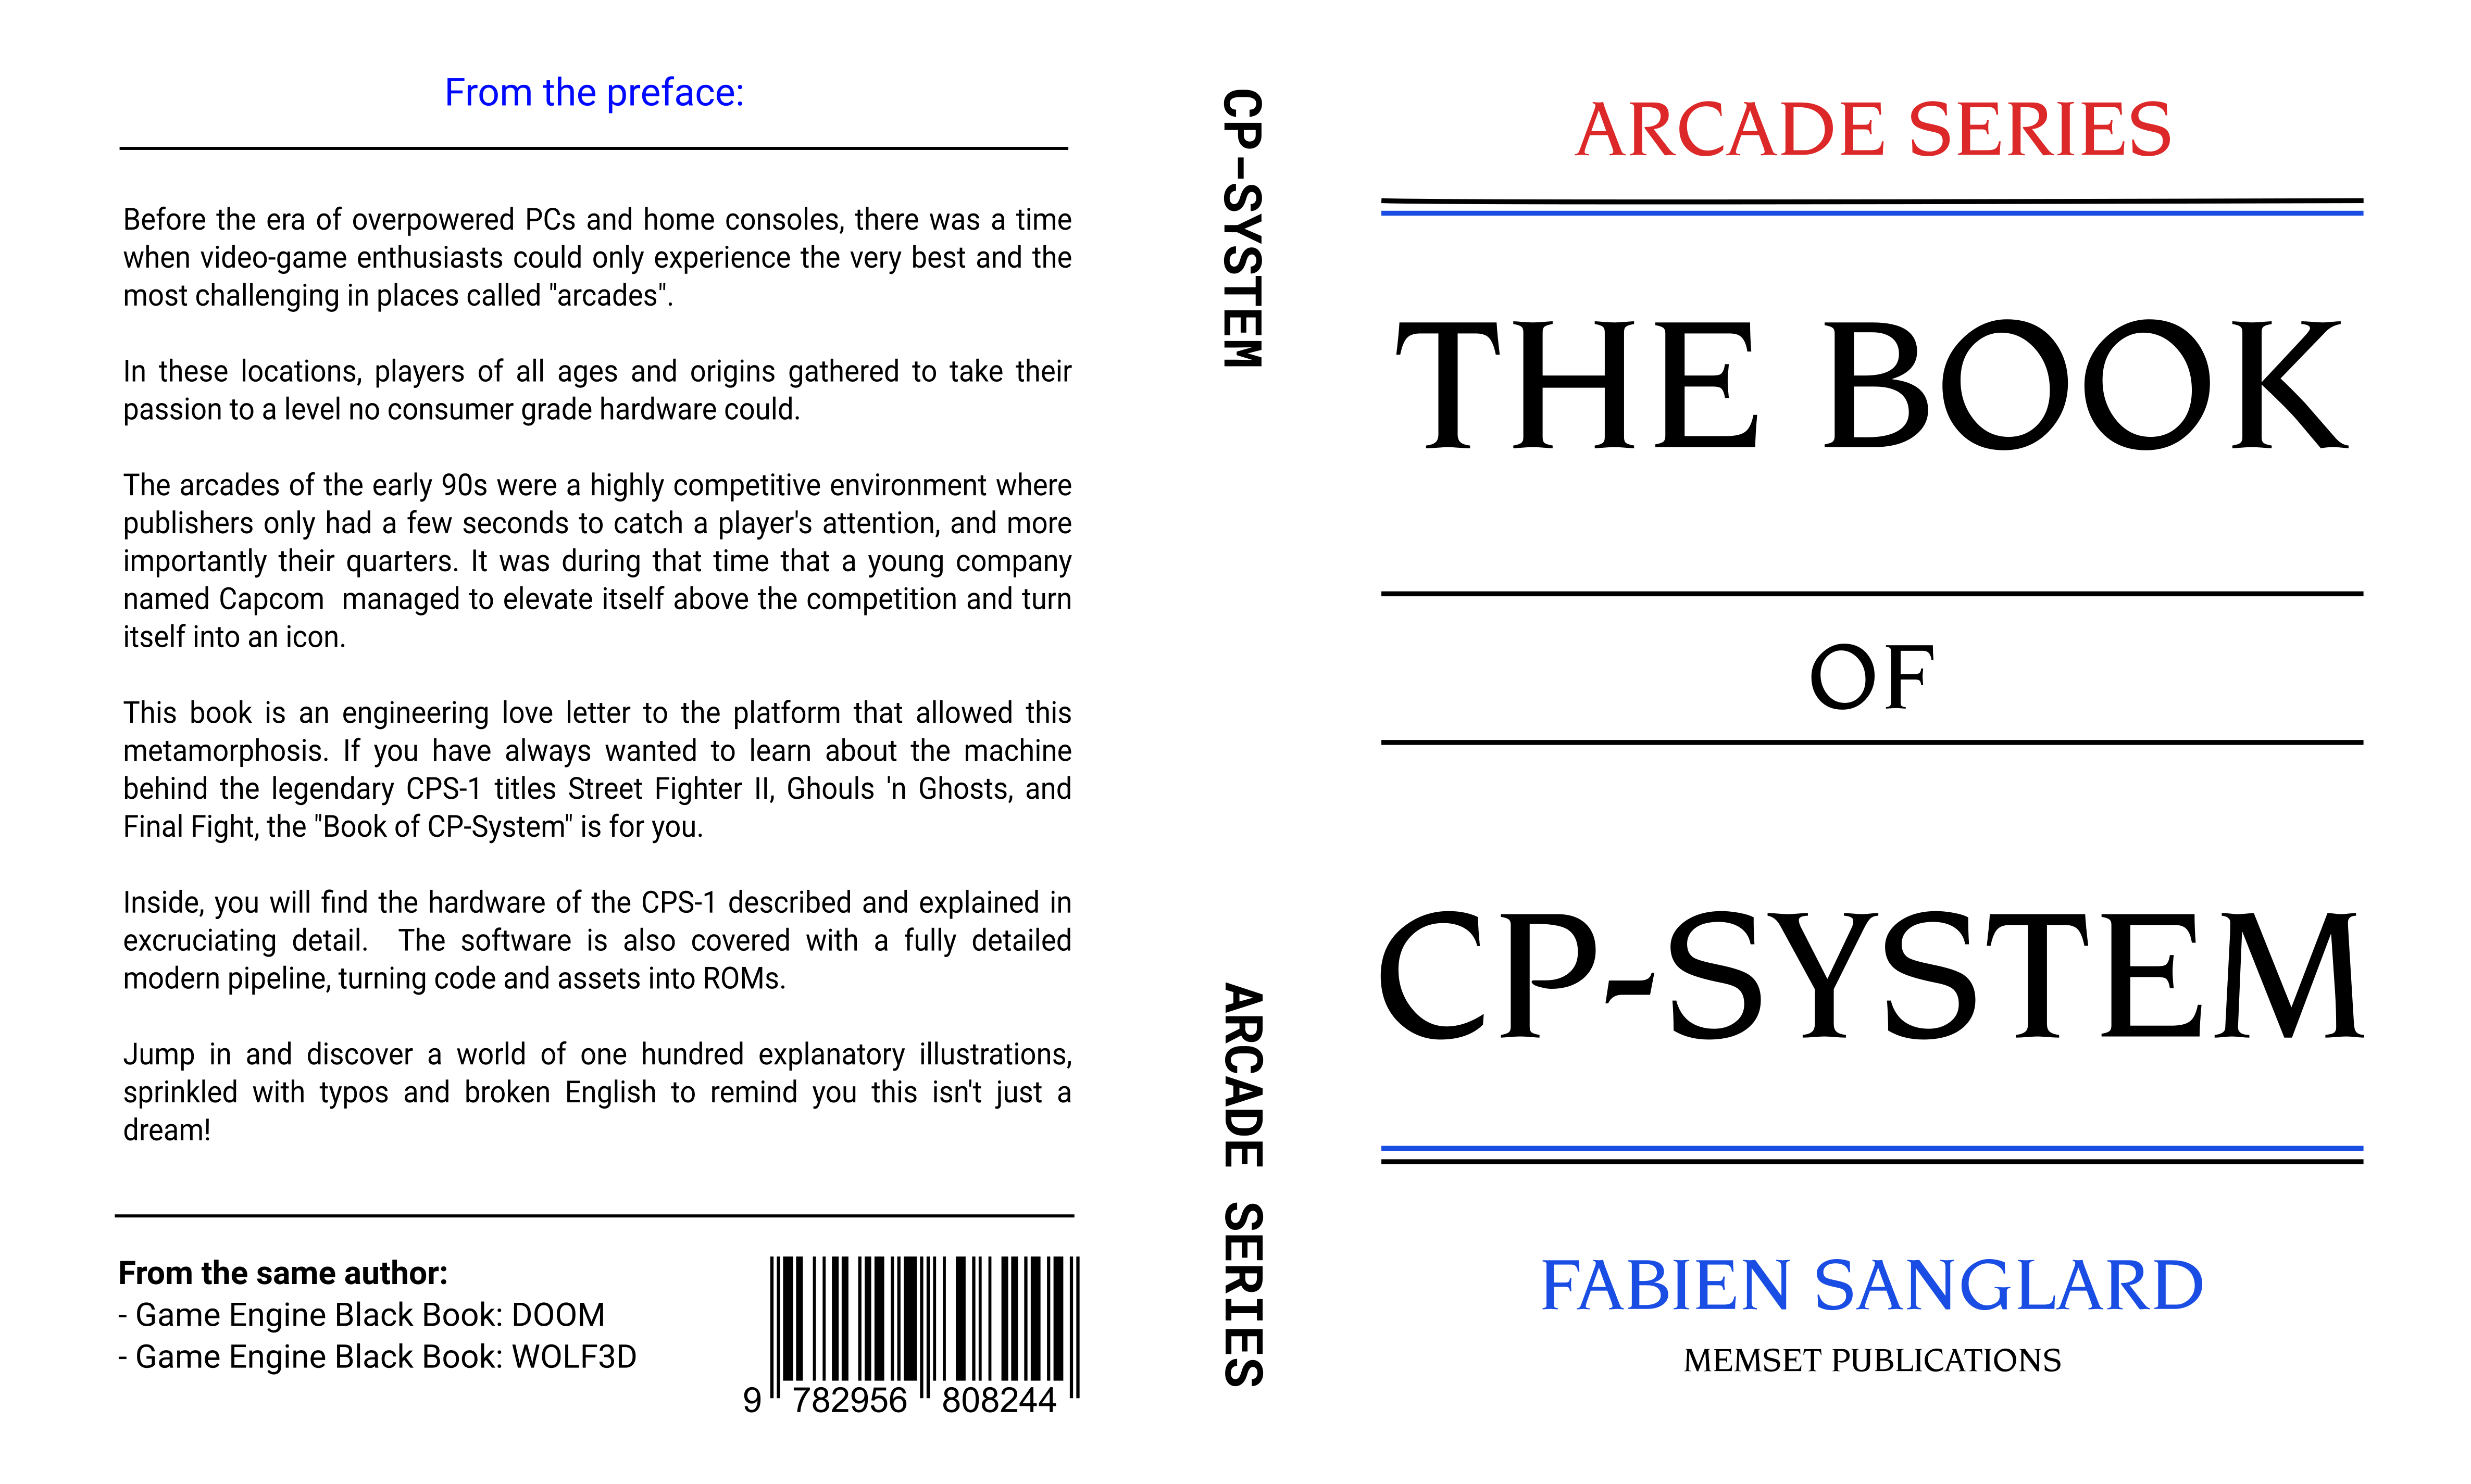 From the preface:
Before the era of overpowered PCs and home consoles, there was a time
when video-game enthusiasts could only experience the very best and the
most challenging in places called "arcades".
In these locations, players of all ages and origins gathered to take their
passion to a level no consumer grade hardware could.
The arcades of the early 90s were a highly competitive environment where
publishers only had a few seconds to catch a player's attention, and more
importantly their quarters. It was during that time that a young company
named Capcom  managed to elevate itself above the competition and turn
itself into an icon.
This book is an engineering love letter to the platform that allowed this
metamorphosis. If you have always wanted to learn about the machine
behind the legendary CPS-1 titles Street Fighter II, Ghouls 'n Ghosts, and
Final Fight, the "Book of CP-System" is for you.
Inside, you will find the hardware of the CPS-1 described and explained in
excruciating detail.  The software is also covered with a fully detailed
modern pipeline, turning code and assets into ROMs.
Jump in and discover a world of one hundred explanatory illustrations,
sprinkled with typos and broken English to remind you this isn't just a
dream!
From the same author:
- Game Engine Black Book: DOOM
- Game Engine Black Book: WOLF3D
9 782956 808244
CP-SYSTEM
ARCADE SERIES
ARCADE SERIES
THE BOOK
OF
CP-SYSTEM
FABIEN SANGLARD
MEMSET PUBLICATIONS